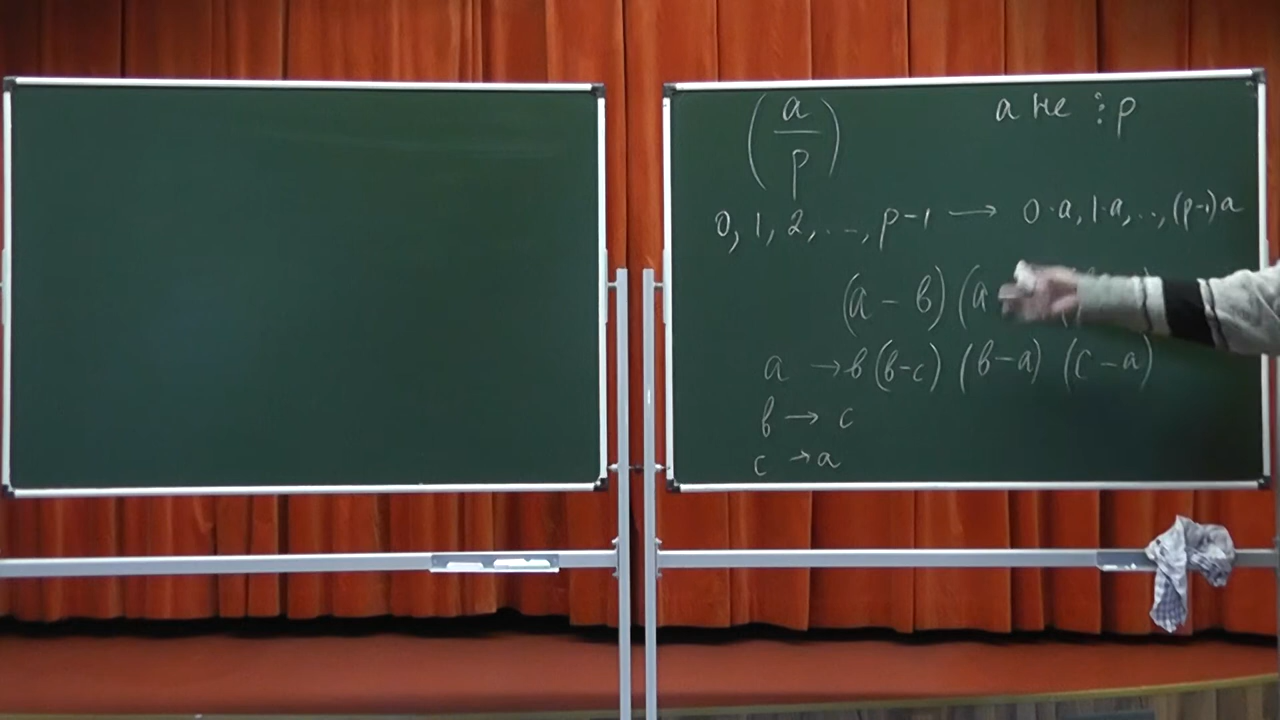 (a/p) a не ⋮ p
0, 1, 2, ..., p-1 → 0·a, 1·a, ..., (p-1)a
(a - в) (a
a → в (в-c) (в-a) (c-a)
в → c
c → a